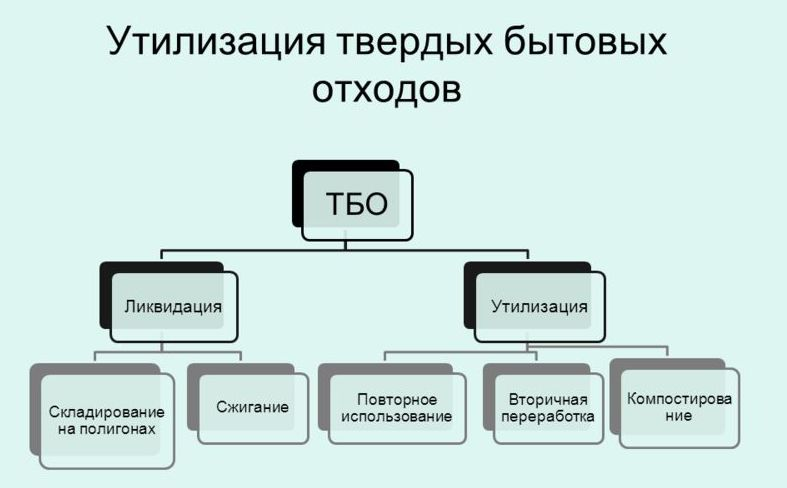 Утилизация твердых бытовых
отходов
ТБО
Ликвидация
Утилизация
Складирование
на полигонах
Сжигание
Повторное
использование
Вторичная
переработка
Компостирова
ние